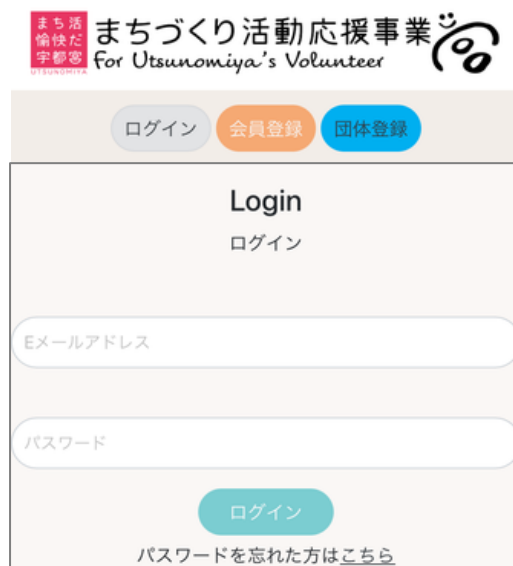 まち活
愉快だ
宇都宮
UTSUNOMIYA
まちづくり活動応援事業
For Utsunomiya's Volunteer
ログイン 会員登録 団体登録
Login
ログイン
Eメールアドレス
パスワード
ログイン
パスワードを忘れた方はこちら